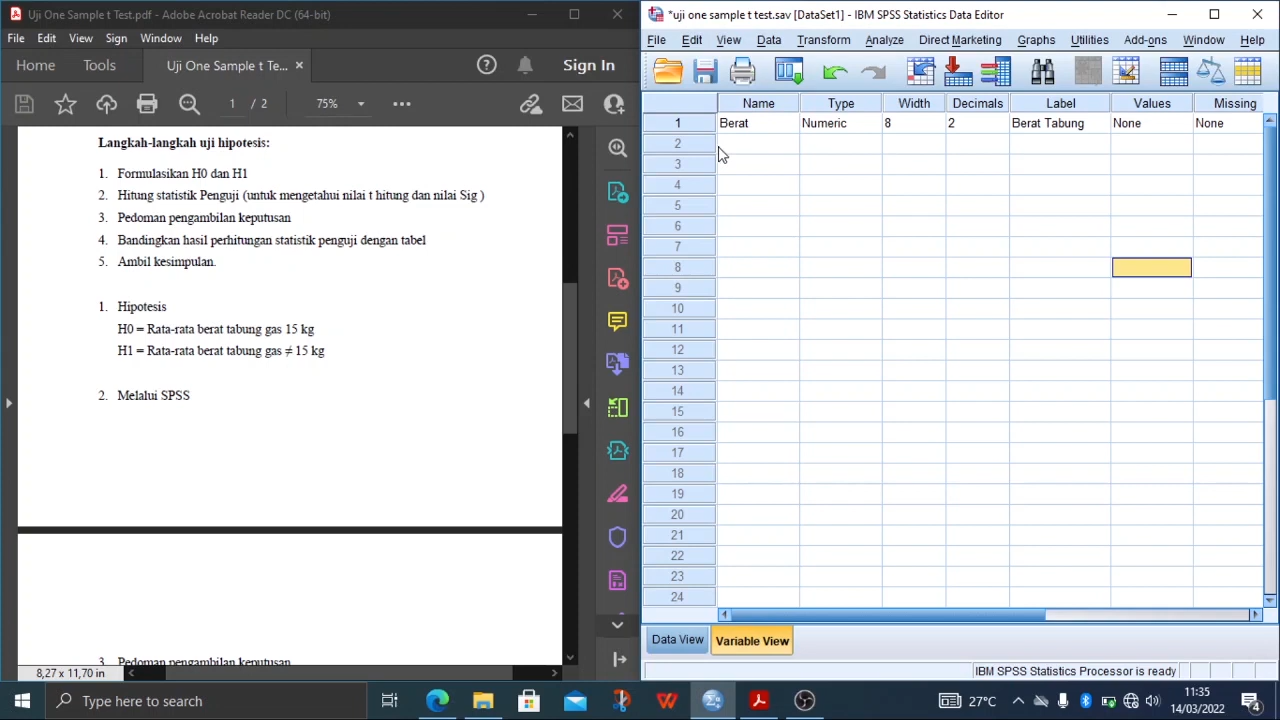 Uji One Sample t Test.pdf - Adobe Acrobat Reader DC (64-bit)
File Edit View Sign Window Help
Home Tools Uji One Sample t Te... × Sign In
1 / 2 75%
Langkah-langkah uji hipotesis:
1. Formulasikan H0 dan H1
2. Hitung statistik Penguji (untuk mengetahui nilai t hitung dan nilai Sig )
3. Pedoman pengambilan keputusan
4. Bandingkan hasil perhitungan statistik penguji dengan tabel
5. Ambil kesimpulan.
1. Hipotesis
H0 = Rata-rata berat tabung gas 15 kg
H1 = Rata-rata berat tabung gas ≠ 15 kg
2. Melalui SPSS
3. Pedoman pengambilan keputusan
8,27 x 11,70 in
*uji one sample t test.sav [DataSet1] - IBM SPSS Statistics Data Editor
File Edit View Data Transform Analyze Direct Marketing Graphs Utilities Add-ons Window Help
Name Type Width Decimals Label Values Missing
1 Berat Numeric 8 2 Berat Tabung None None
2
3
4
5
6
7
8
9
10
11
12
13
14
15
16
17
18
19
20
21
22
23
24
Data View Variable View
IBM SPSS Statistics Processor is ready
Type here to search
27°C
11:35
14/03/2022
4